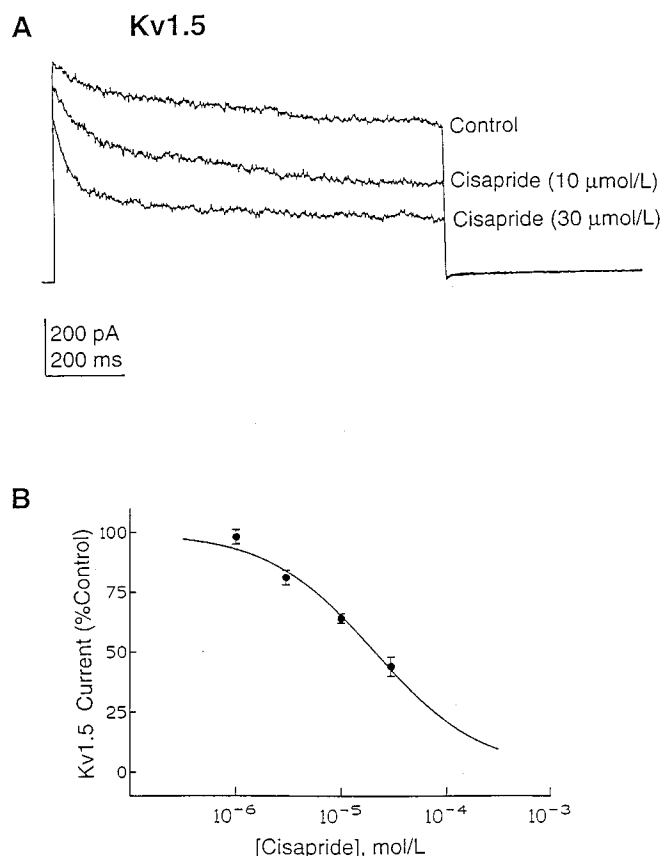 A
Kv1.5
Control
Cisapride (10 μmol/L)
Cisapride (30 μmol/L)
200 pA
200 ms
B
Kv1.5 Current (%Control)
100
75
50
25
0
10⁻⁶
10⁻⁵
10⁻⁴
10⁻³
[Cisapride], mol/L